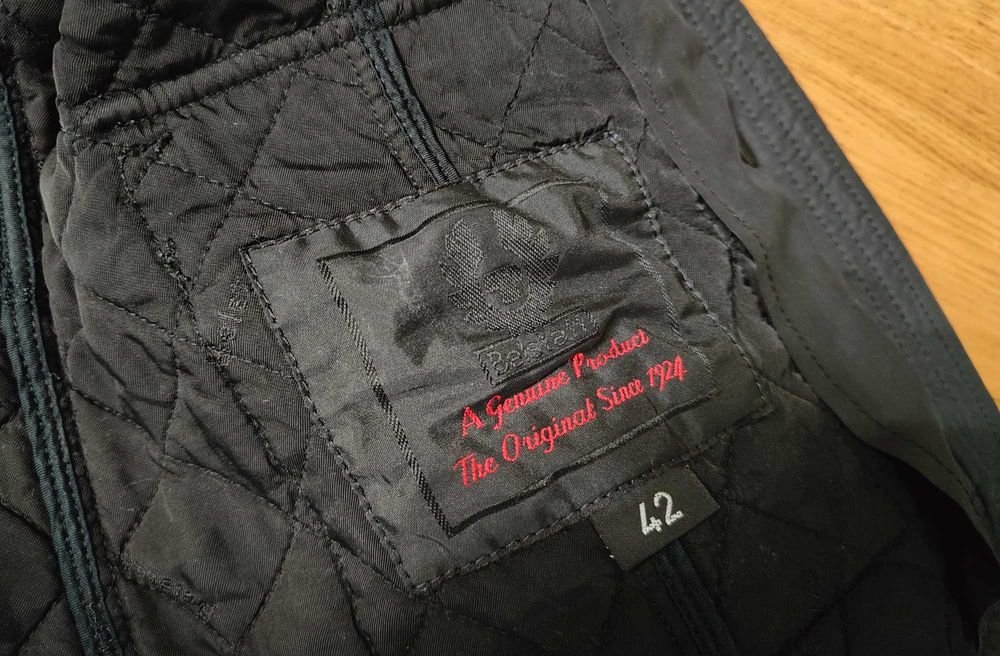 Belstaff
A Genuine Product
The Original Since 1924
42